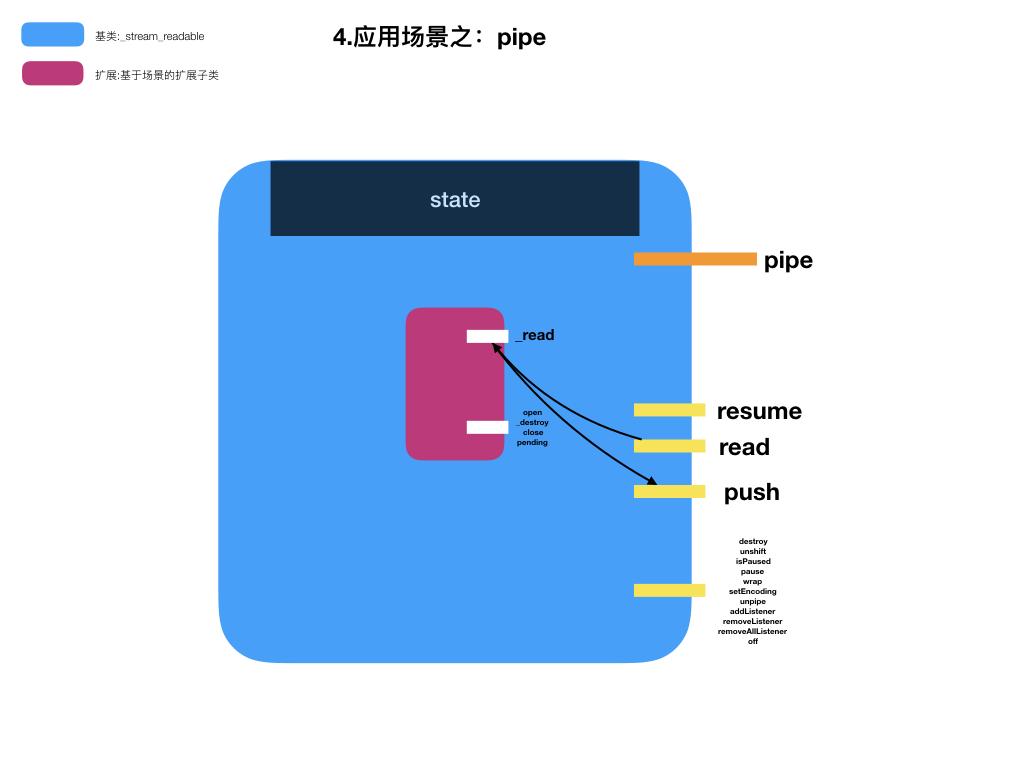 4.应用场景之：pipe
基类:_stream_readable
扩展:基于场景的扩展子类
state
pipe
_read
open
_destroy
close
pending
resume
read
push
destroy
unshift
isPaused
pause
wrap
setEncoding
unpipe
addListener
removeListener
removeAllListener
off